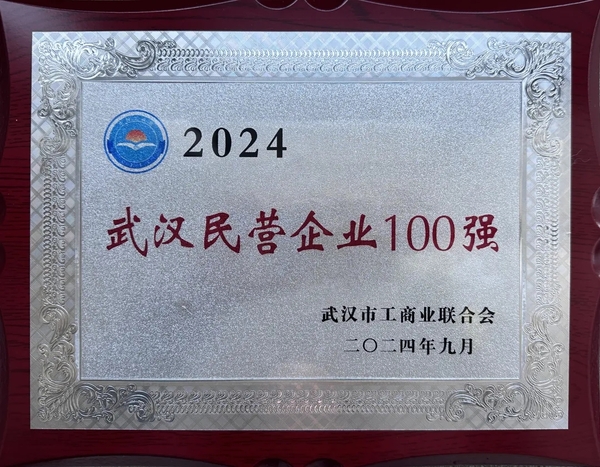 2024
武汉民营企业100强
武汉市工商业联合会
二〇二四年九月